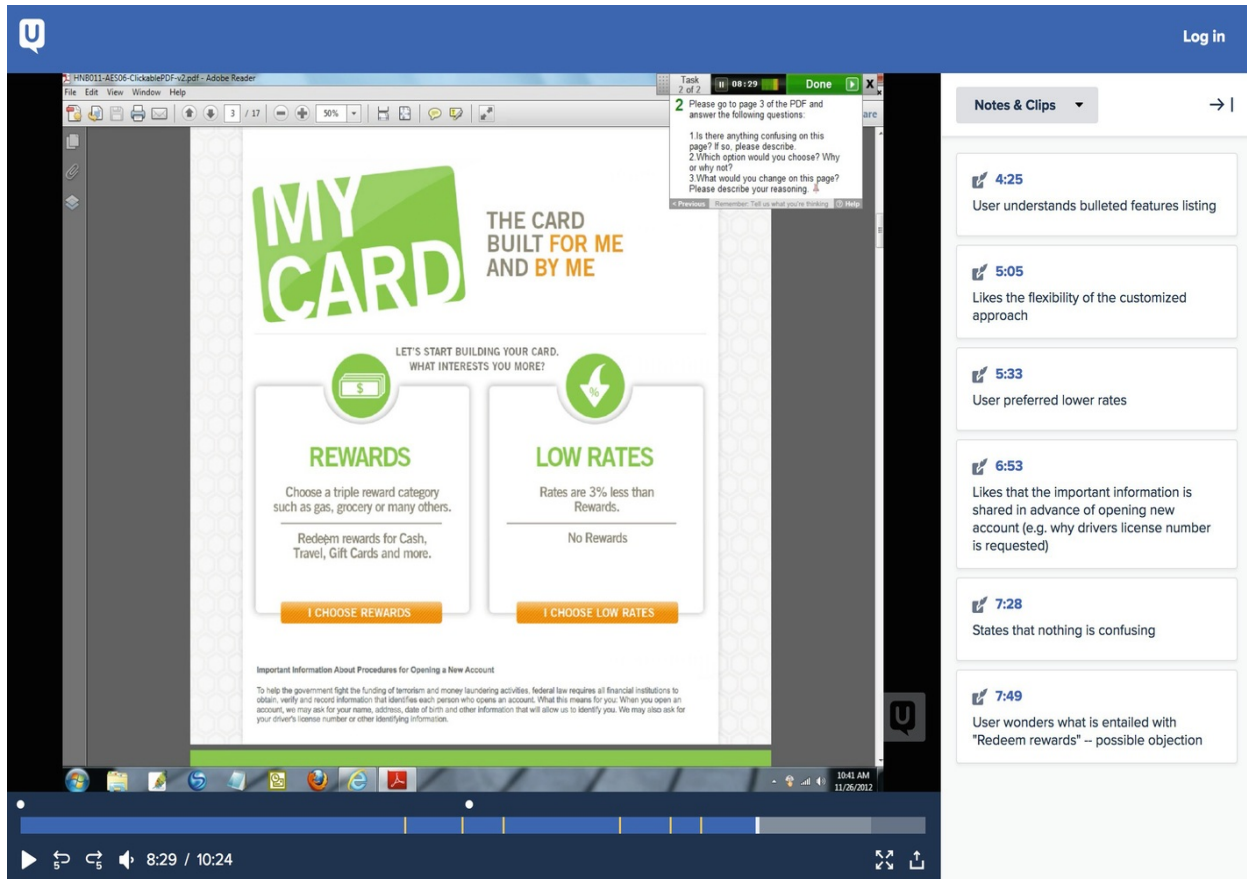 U
Log in
HNB011-AES06-ClickablePDF-v2.pdf - Adobe Reader
File Edit View Window Help
3 / 17
50%
Task
2 of 2
08:29
Done
X
are
2 Please go to page 3 of the PDF and
answer the following questions:
1.Is there anything confusing on this
page? If so, please describe.
2.Which option would you choose? Why
or why not?
3.What would you change on this page?
Please describe your reasoning.
< Previous Remember: Tell us what you're thinking Help
MY
CARD
THE CARD
BUILT FOR ME
AND BY ME
LET'S START BUILDING YOUR CARD.
WHAT INTERESTS YOU MORE?
$
%
REWARDS
Choose a triple reward category
such as gas, grocery or many others.
Redeem rewards for Cash,
Travel, Gift Cards and more.
I CHOOSE REWARDS
LOW RATES
Rates are 3% less than
Rewards.
No Rewards
I CHOOSE LOW RATES
Important Information About Procedures for Opening a New Account
To help the government fight the funding of terrorism and money laundering activities, federal law requires all financial institutions to
obtain, verify and record information that identifies each person who opens an account. What this means for you: When you open an
account, we may ask for your name, address, date of birth and other information that will allow us to identify you. We may also ask for
your driver's license number or other identifying information.
U
10:41 AM
11/26/2012
5
5
8:29 / 10:24
Notes & Clips
4:25
User understands bulleted features listing
5:05
Likes the flexibility of the customized
approach
5:33
User preferred lower rates
6:53
Likes that the important information is
shared in advance of opening new
account (e.g. why drivers license number
is requested)
7:28
States that nothing is confusing
7:49
User wonders what is entailed with
"Redeem rewards" -- possible objection